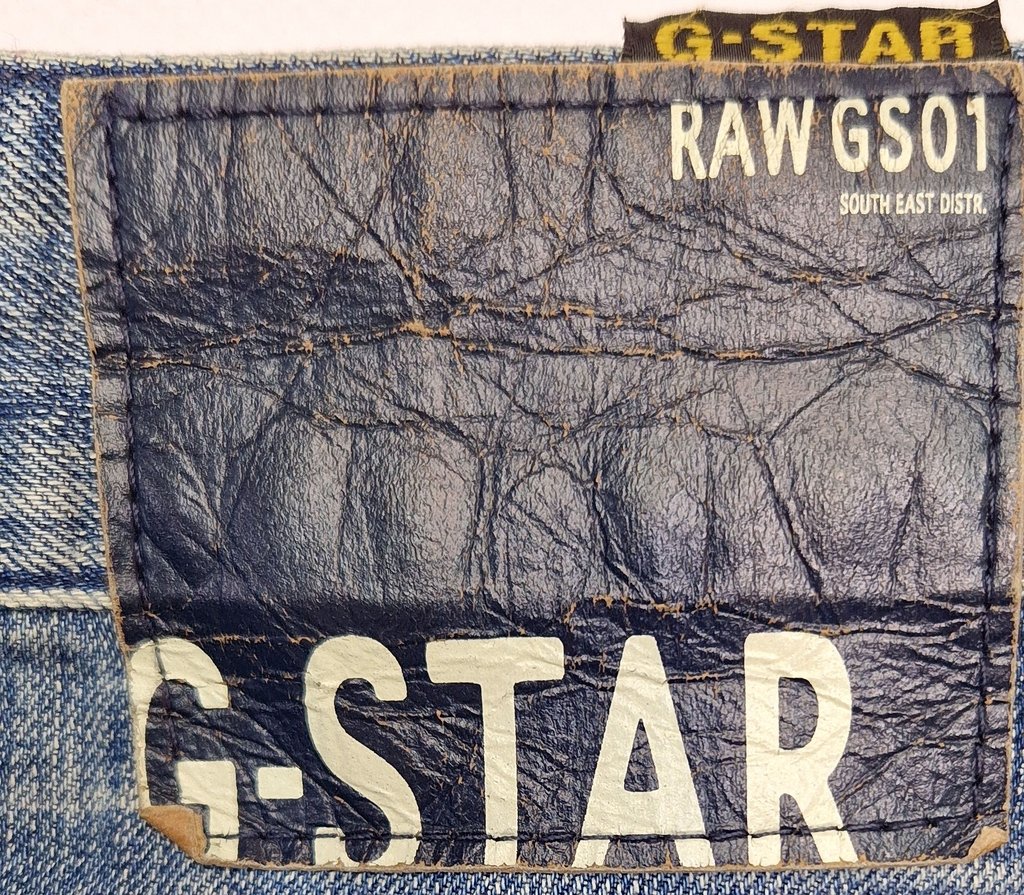 G-STAR
RAW GS01
SOUTH EAST DISTR.
G-STAR